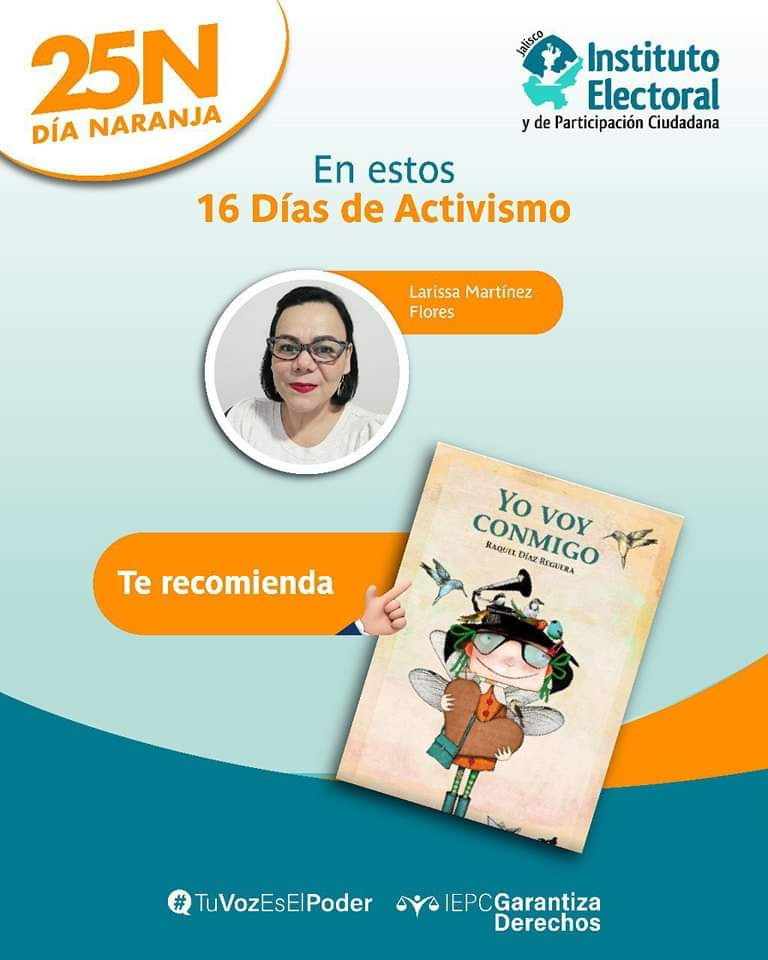 25N
DÍA NARANJA
Jalisco
Instituto
Electoral
y de Participación Ciudadana
En estos
16 Días de Activismo
Larissa Martínez
Flores
YO VOY
CONMIGO
RAQUEL DÍAZ REGUERA
Te recomienda
#TuVozEsElPoder
IEPCGarantiza
Derechos